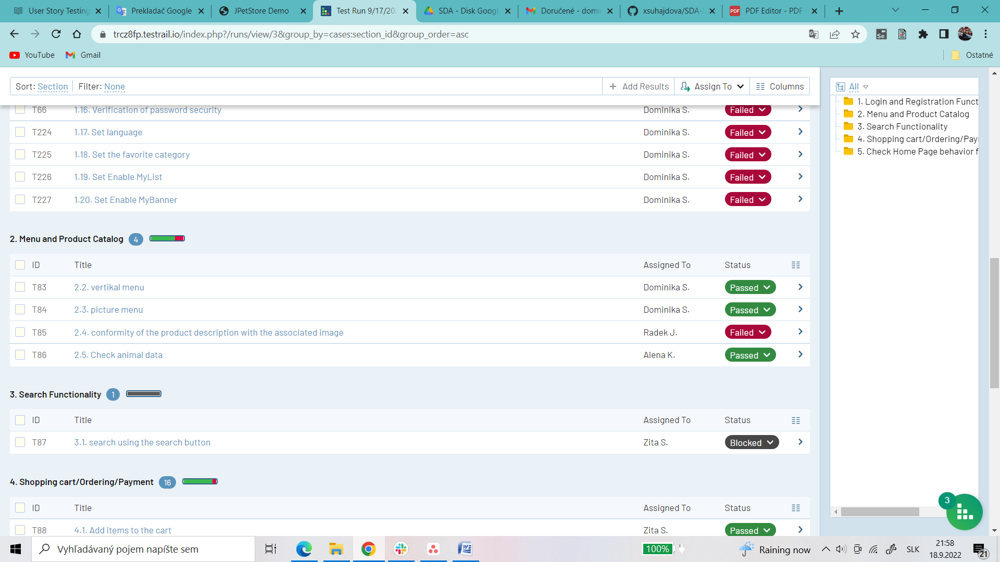 User Story Testing
Prekladač Google
JPetStore Demo
Test Run 9/17/202
SDA - Disk Googl
Doručené - domi
xsuhajdova/SDA-
PDF Editor - PDF
trcz8fp.testrail.io/index.php?/runs/view/3&group_by=cases:section_id&group_order=asc
YouTube
Gmail
Ostatné
Sort: Section
Filter: None
Add Results
Assign To
Columns
T66 1.16. Verification of password security Dominika S. Failed
T224 1.17. Set language Dominika S. Failed
T225 1.18. Set the favorite category Dominika S. Failed
T226 1.19. Set Enable MyList Dominika S. Failed
T227 1.20. Set Enable MyBanner Dominika S. Failed
2. Menu and Product Catalog 4
ID Title Assigned To Status
T83 2.2. vertikal menu Dominika S. Passed
T84 2.3. picture menu Dominika S. Passed
T85 2.4. conformity of the product description with the associated image Radek J. Failed
T86 2.5. Check animal data Alena K. Passed
3. Search Functionality 1
ID Title Assigned To Status
T87 3.1. search using the search button Zita S. Blocked
4. Shopping cart/Ordering/Payment 16
ID Title Assigned To Status
T88 4.1. Add items to the cart Zita S. Passed
All
1. Login and Registration Funct
2. Menu and Product Catalog
3. Search Functionality
4. Shopping cart/Ordering/Pay
5. Check Home Page behavior f
3
Vyhľadávaný pojem napíšte sem
100%
Raining now
SLK
21:58
18.9.2022
21